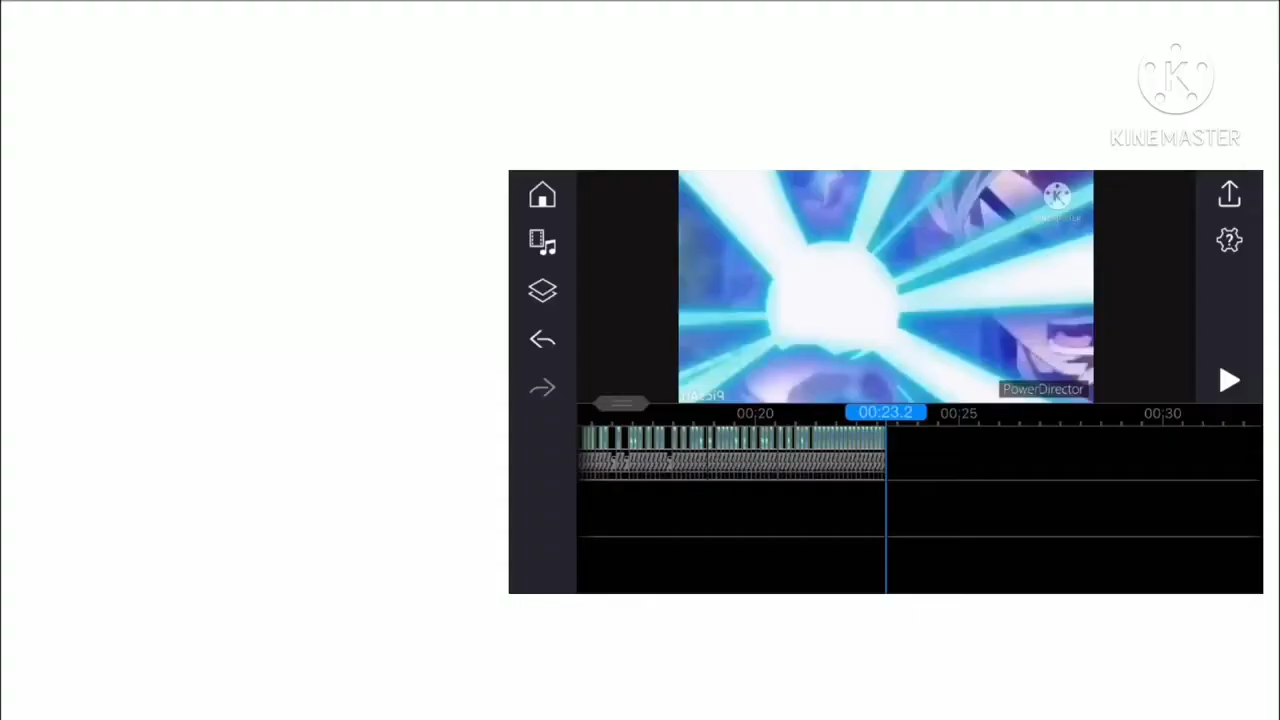 K
KINEMASTER
K
PowerDirector
00;20
00:23.2
00;25
00;30